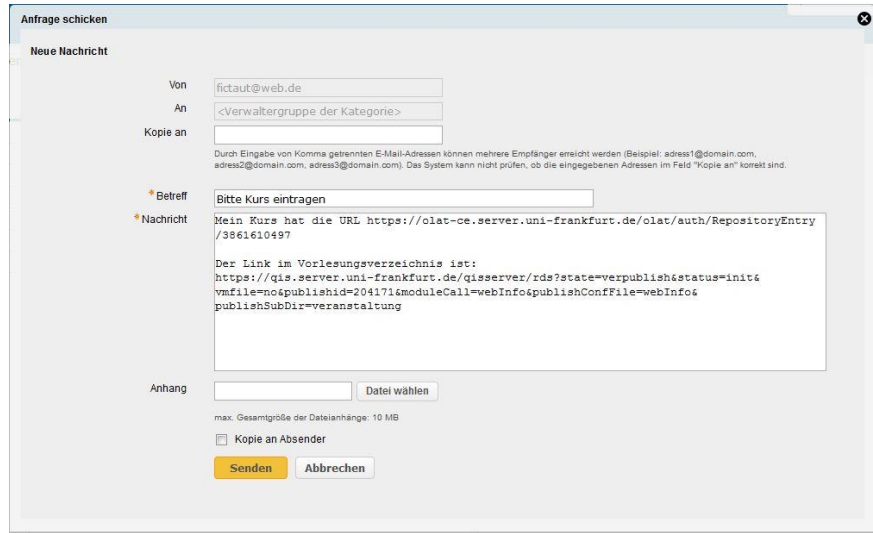 Anfrage schicken
Neue Nachricht
Von
fictaut@web.de
An
<Verwaltergruppe der Kategorie>
Kopie an
Durch Eingabe von Komma getrennten E-Mail-Adressen können mehrere Empfänger erreicht werden (Beispiel: adress1@domain.com,
adress2@domain.com, adress3@domain.com). Das System kann nicht prüfen, ob die eingegebenen Adressen im Feld "Kopie an" korrekt sind.
*Betreff
Bitte Kurs eintragen
*Nachricht
Mein Kurs hat die URL https://olat-ce.server.uni-frankfurt.de/olat/auth/RepositoryEntry
/3861610497
Der Link im Vorlesungsverzeichnis ist:
https://qis.server.uni-frankfurt.de/qisserver/rds?state=verpublish&status=init&
vmfile=no&publishid=204171&moduleCall=webInfo&publishConfFile=webInfo&
publishSubDir=veranstaltung
Anhang
Datei wählen
max. Gesamtgröße der Dateianhänge: 10 MB
Kopie an Absender
Senden
Abbrechen